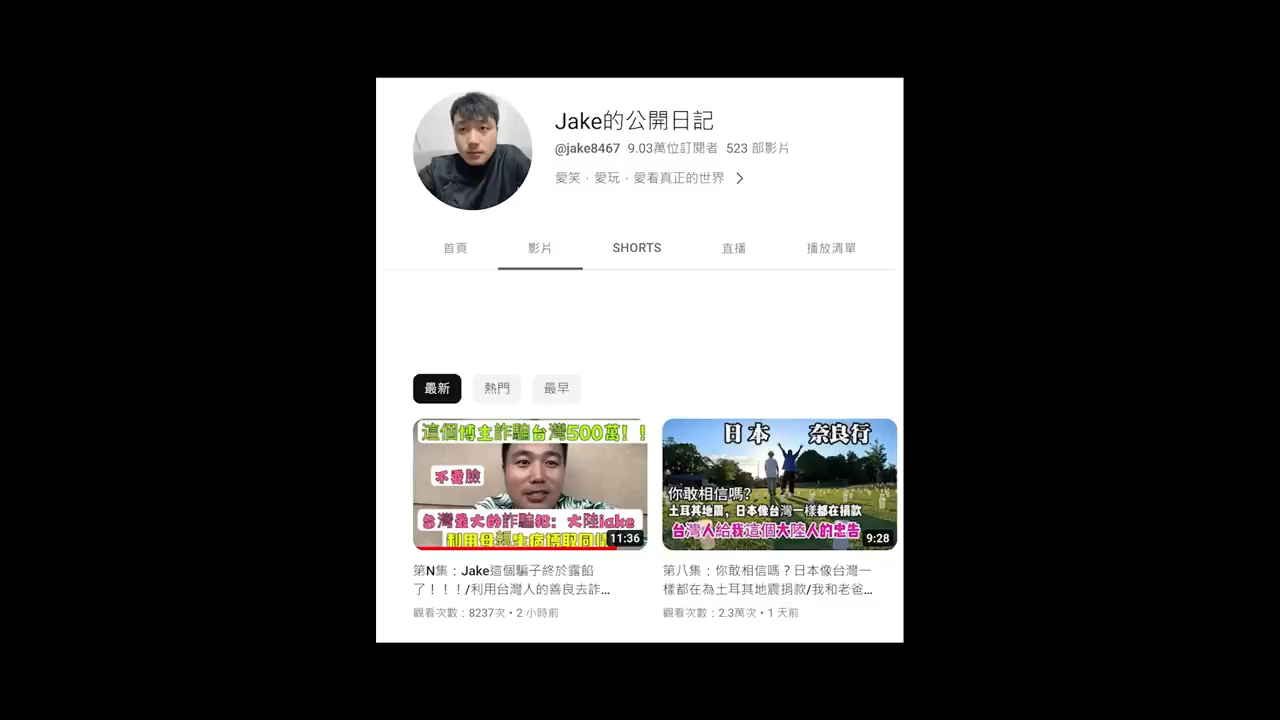 Jake的公開日記
@jake8467 9.03萬位訂閱者 523 部影片
愛笑．愛玩．愛看真正的世界
首頁 影片 SHORTS 直播 播放清單
最新 熱門 最早
這個博主詐騙台灣500萬！！
不要臉
台灣最大的詐騙犯：大陸jake
利用母親生病博取同情
11:36
第N集：Jake這個騙子終於露餡
了！！！/利用台灣人的善良去詐...
觀看次數：8237次 • 2 小時前
日本 奈良行
你敢相信嗎?
土耳其地震，日本像台灣一樣都在捐款
台灣人給我這個大陸人的忠告
9:28
第八集：你敢相信嗎？日本像台灣一
樣都在為土耳其地震捐款/我和老爸...
觀看次數：2.3萬次 • 1 天前